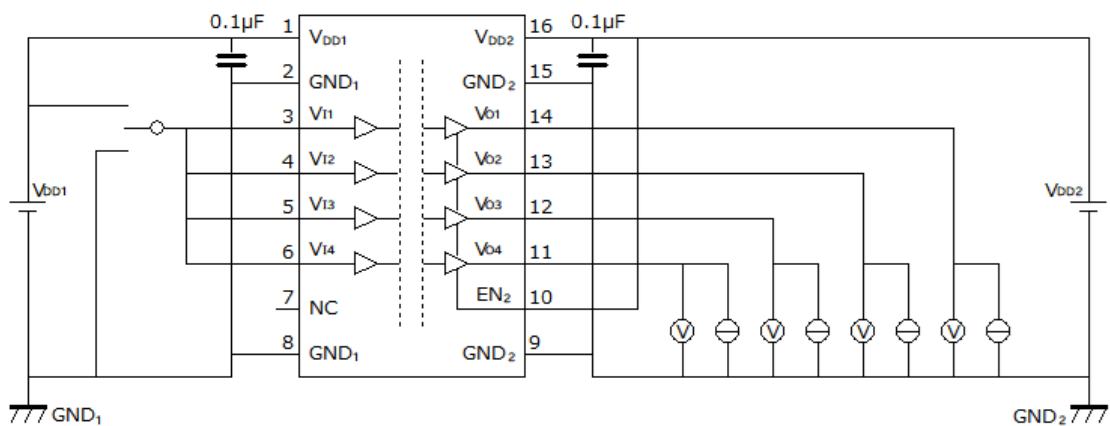 0.1µF 1 VDD1 VDD2 16 0.1µF
2 GND1 GND2 15
3 VI1 VO1 14
4 VI2 VO2 13
VDD1 VDD2
5 VI3 VO3 12
6 VI4 VO4 11
7 NC EN2 10
V V V V
8 GND1 GND2 9
GND1 GND2